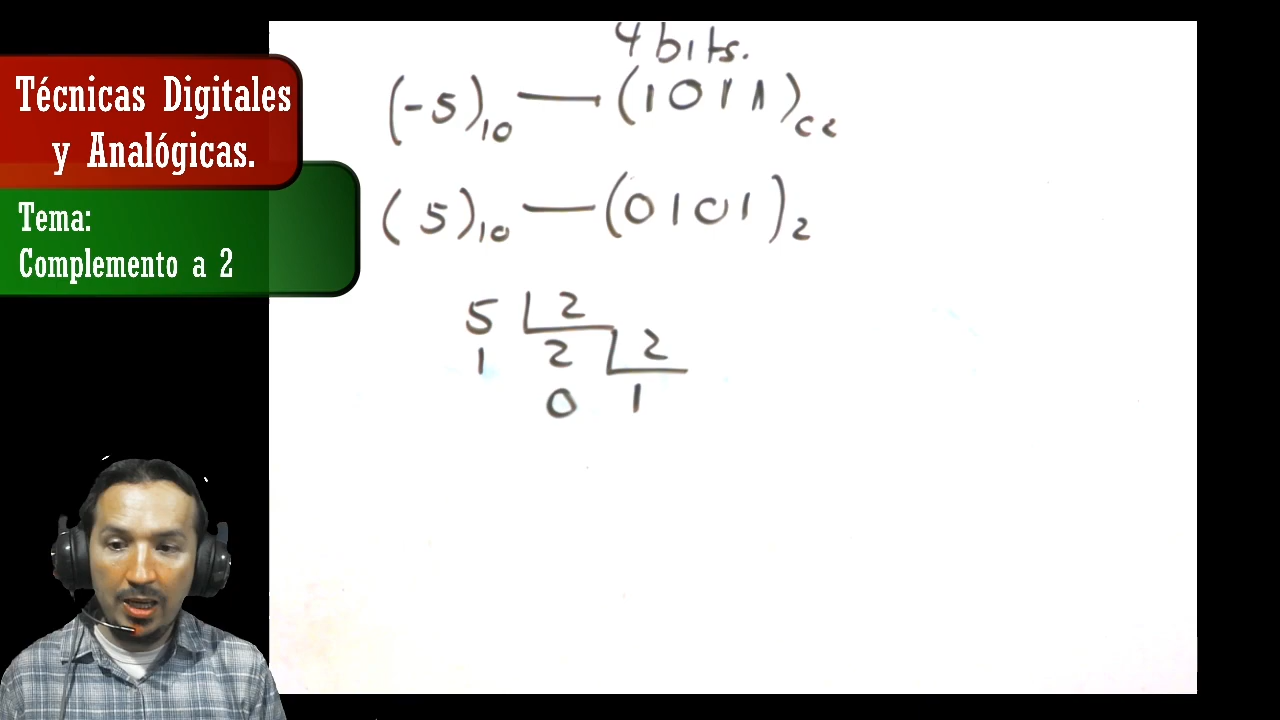 Técnicas Digitales
y Analógicas.
Tema:
Complemento a 2
4 bits.
(-5)₁₀ — (1011)C2
(5)₁₀ — (0101)₂
5 2
1 2 2
0 1